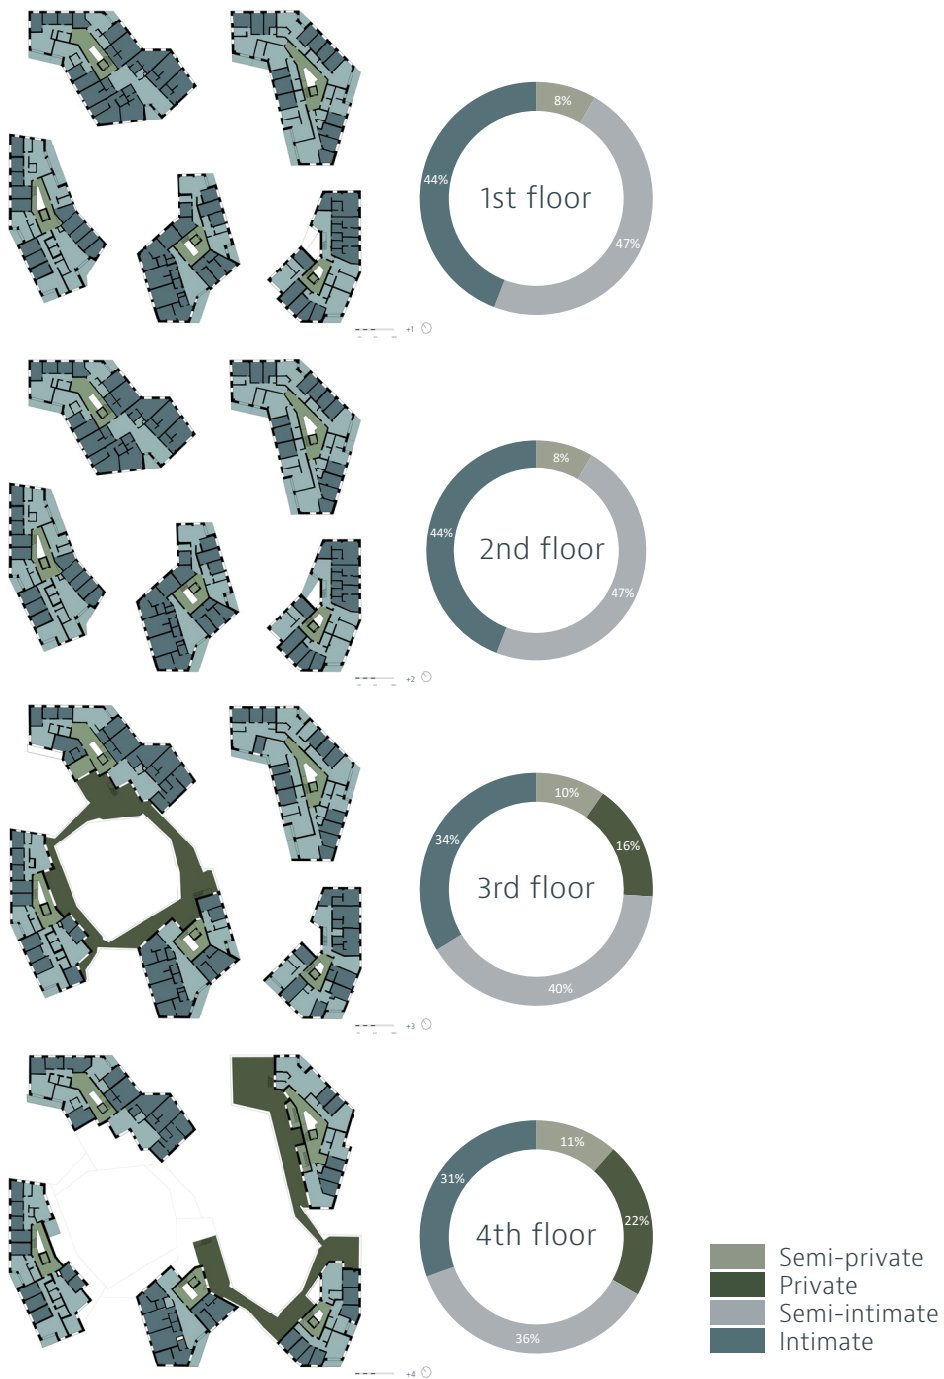 8%
44%
1st floor
47%
+1
8%
44%
2nd floor
47%
+2
10%
34%
16%
3rd floor
40%
+3
11%
31%
22%
4th floor
36%
+4
Semi-private
Private
Semi-intimate
Intimate